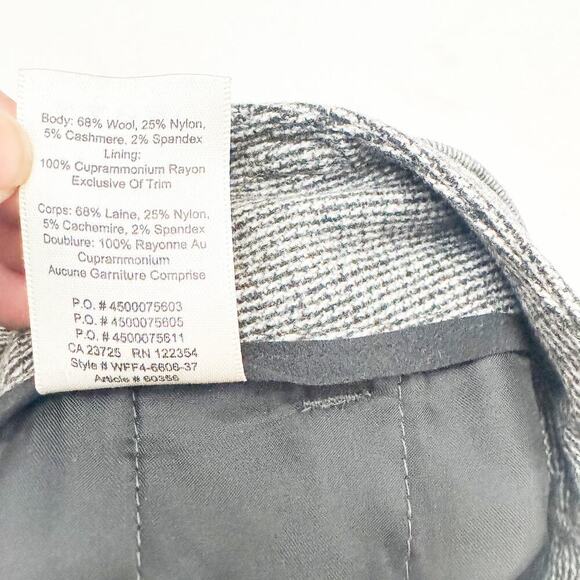 Body: 68% Wool, 25% Nylon,
5% Cashmere, 2% Spandex
Lining:
100% Cuprammonium Rayon
Exclusive Of Trim
Corps: 68% Laine, 25% Nylon,
5% Cachemire, 2% Spandex
Doublure: 100% Rayonne Au
Cuprammonium
Aucune Garniture Comprise
P.O. # 4500075603
P.O. # 4500075605
P.O. # 4500075611
CA 23725 RN 122354
Style # WFF4-6606-37
Article # 60356